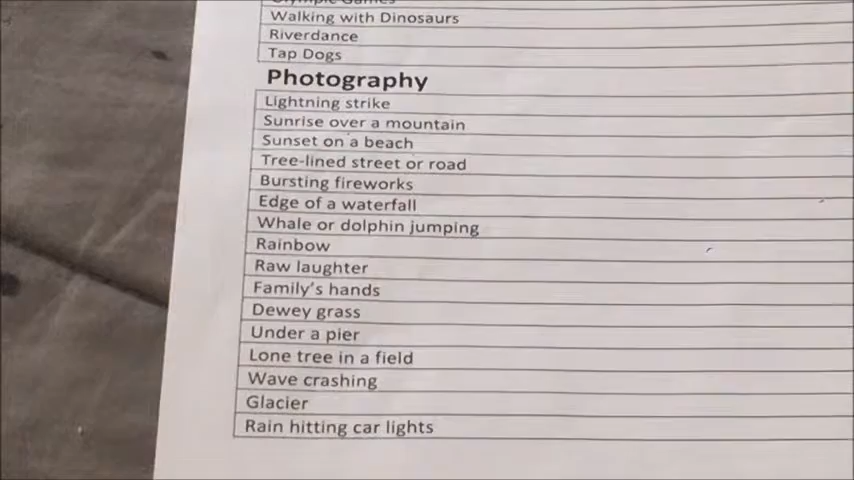 Olympic Games
Walking with Dinosaurs
Riverdance
Tap Dogs
Photography
Lightning strike
Sunrise over a mountain
Sunset on a beach
Tree-lined street or road
Bursting fireworks
Edge of a waterfall
Whale or dolphin jumping
Rainbow
Raw laughter
Family's hands
Dewey grass
Under a pier
Lone tree in a field
Wave crashing
Glacier
Rain hitting car lights